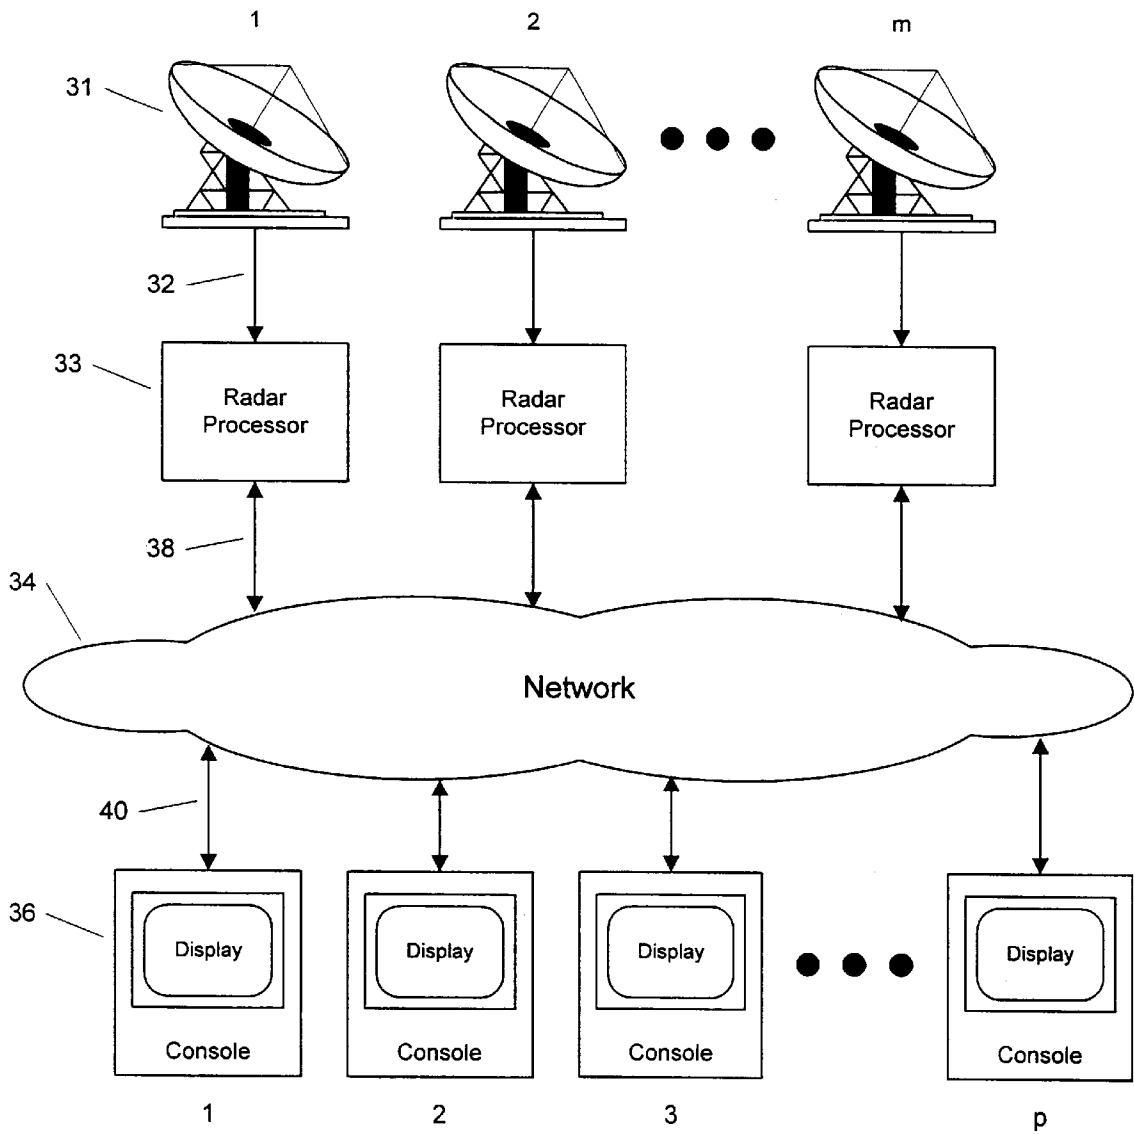 1
2
m
31
32
33
Radar
Processor
Radar
Processor
Radar
Processor
38
34
Network
40
36
Display
Display
Display
Display
Console
Console
Console
Console
1
2
3
p